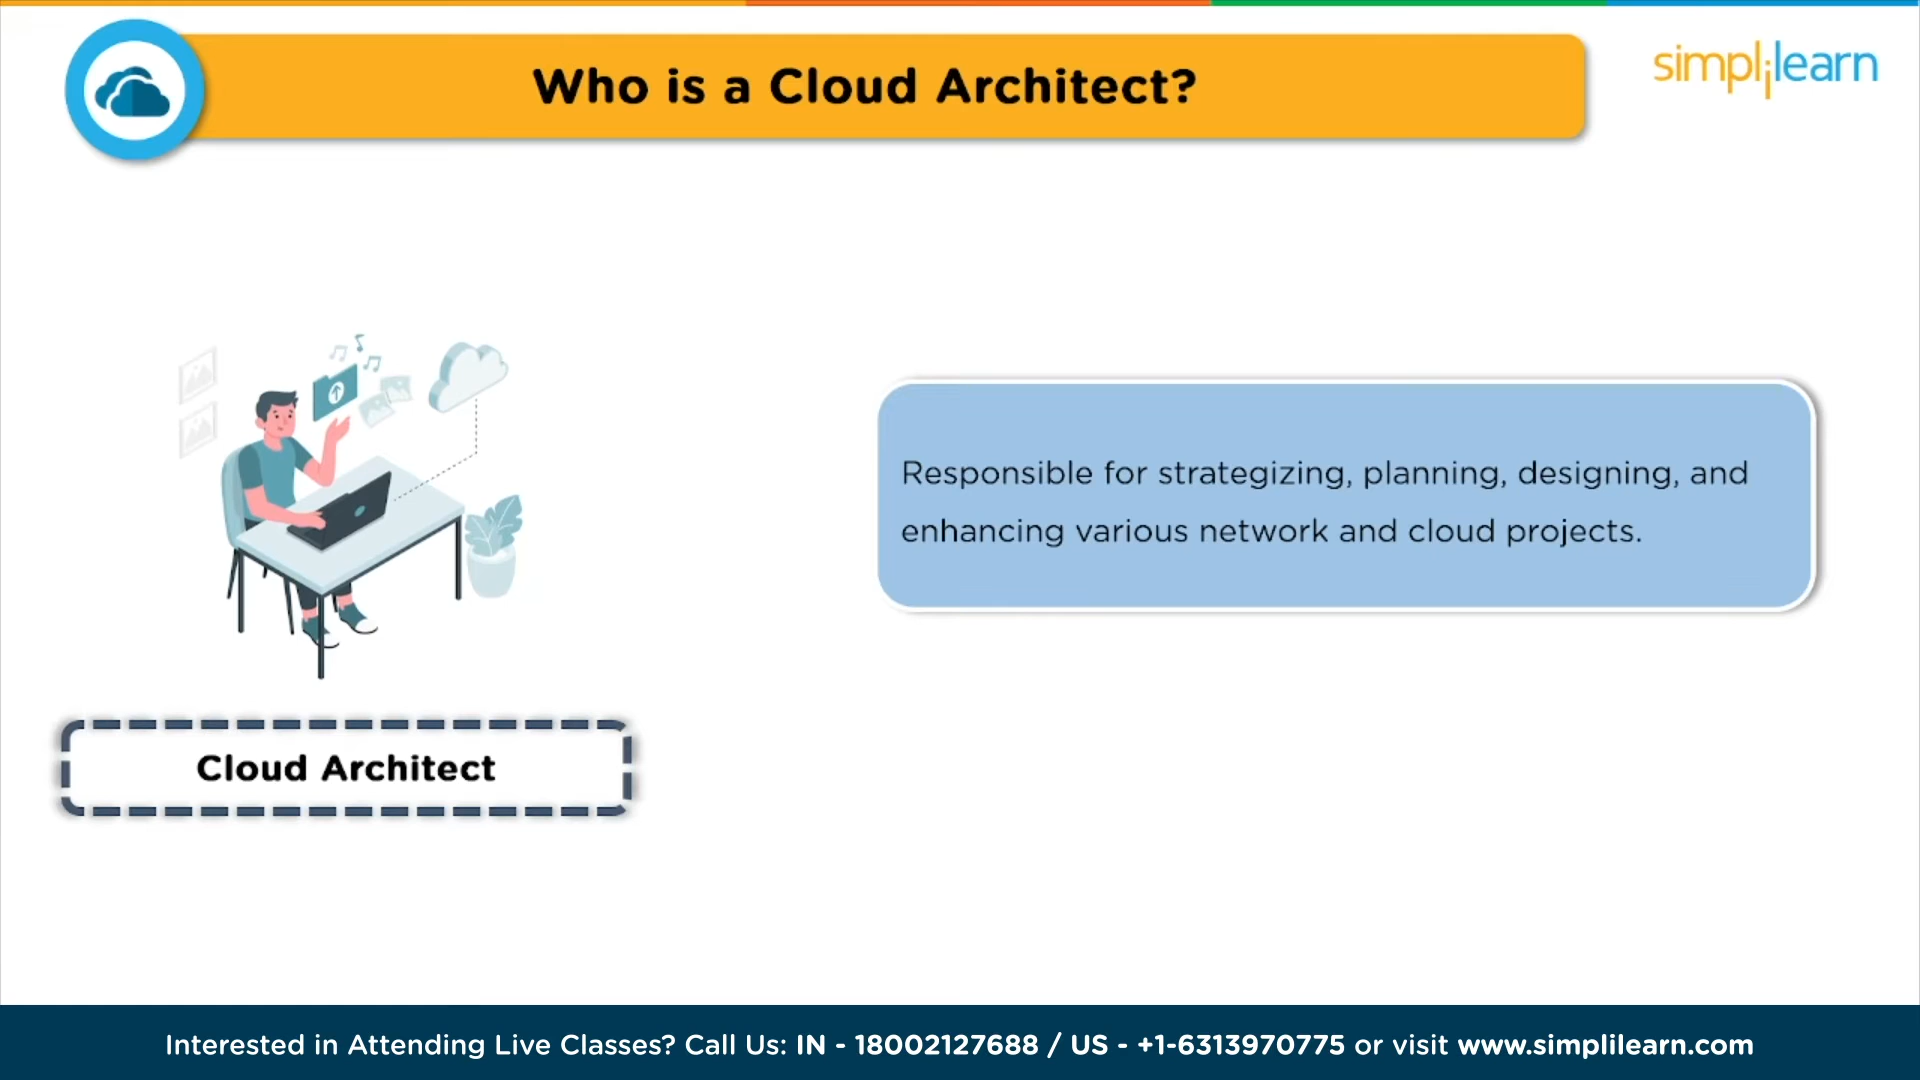 Who is a Cloud Architect?
simplilearn
Responsible for strategizing, planning, designing, and
enhancing various network and cloud projects.
Cloud Architect
Interested in Attending Live Classes? Call Us: IN - 18002127688 / US - +1-6313970775 or visit www.simplilearn.com